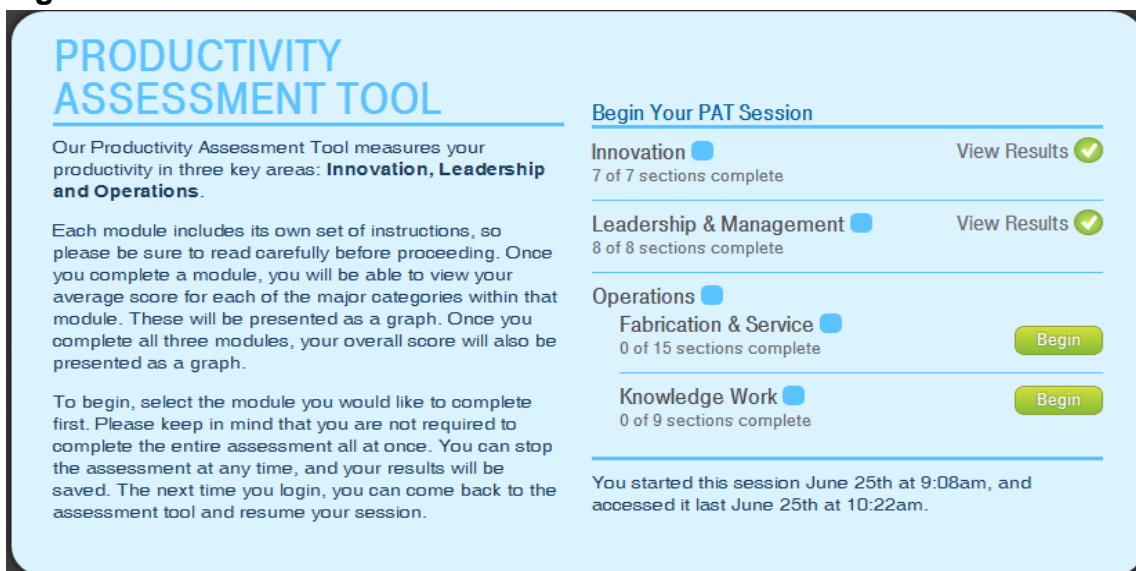 PRODUCTIVITY
ASSESSMENT TOOL
Our Productivity Assessment Tool measures your
productivity in three key areas: Innovation, Leadership
and Operations.
Each module includes its own set of instructions, so
please be sure to read carefully before proceeding. Once
you complete a module, you will be able to view your
average score for each of the major categories within that
module. These will be presented as a graph. Once you
complete all three modules, your overall score will also be
presented as a graph.
To begin, select the module you would like to complete
first. Please keep in mind that you are not required to
complete the entire assessment all at once. You can stop
the assessment at any time, and your results will be
saved. The next time you login, you can come back to the
assessment tool and resume your session.
Begin Your PAT Session
Innovation View Results
7 of 7 sections complete
Leadership & Management View Results
8 of 8 sections complete
Operations
Fabrication & Service
0 of 15 sections complete Begin
Knowledge Work Begin
0 of 9 sections complete
You started this session June 25th at 9:08am, and
accessed it last June 25th at 10:22am.